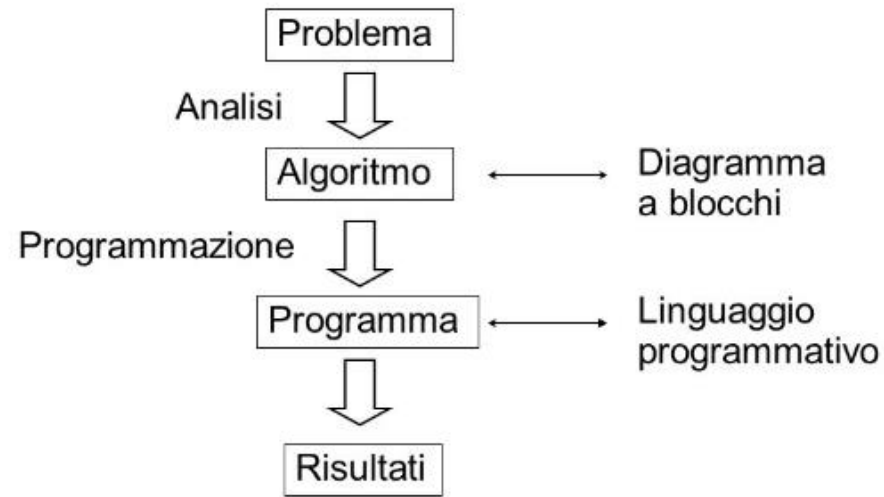 Problema
Analisi
Algoritmo
Diagramma
a blocchi
Programmazione
Programma
Linguaggio
programmativo
Risultati